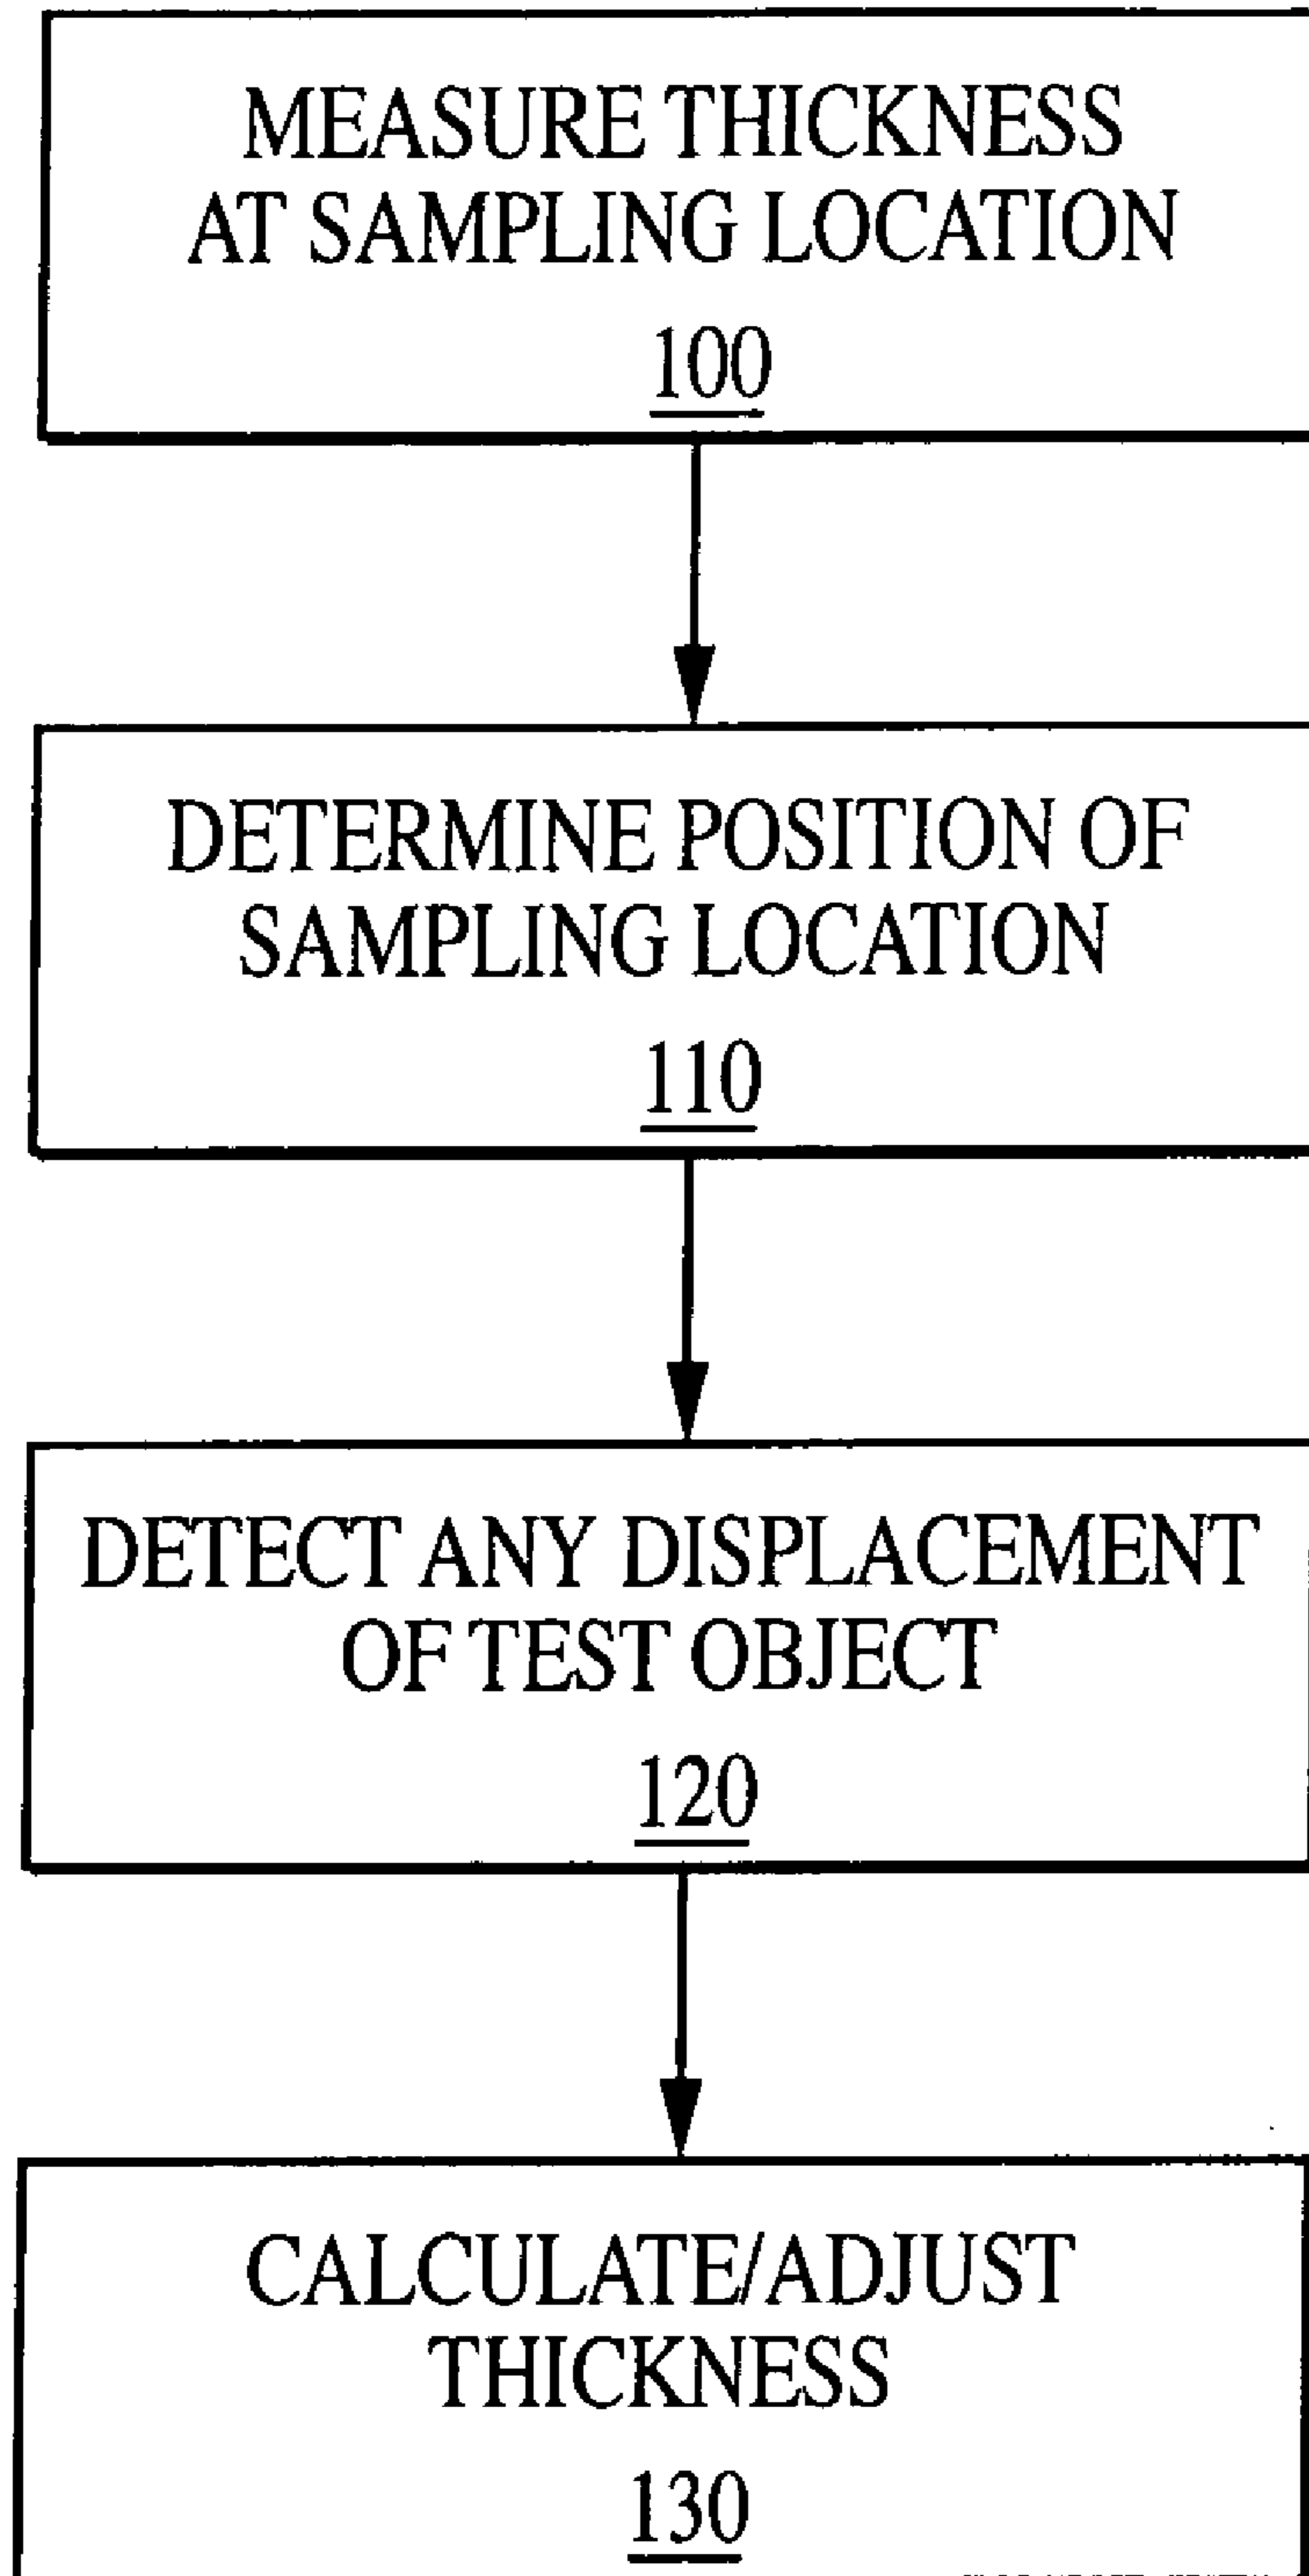 MEASURE THICKNESS
AT SAMPLING LOCATION
100
DETERMINE POSITION OF
SAMPLING LOCATION
110
DETECT ANY DISPLACEMENT
OF TEST OBJECT
120
CALCULATE/ADJUST
THICKNESS
130